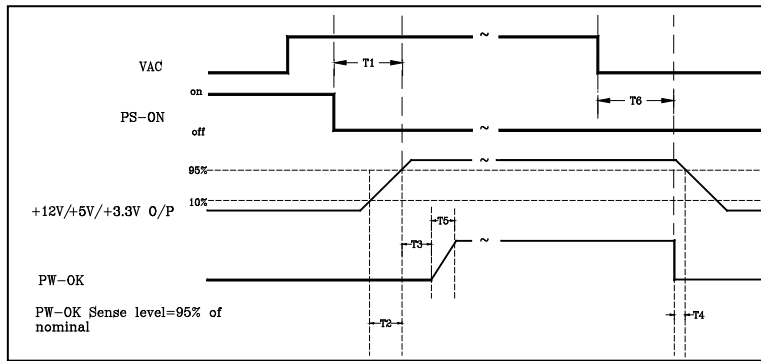 VAC
T1
~
T6
on
PS-ON
off
~
95%
10%
+12V/+5V/+3.3V O/P
~
T5
T3
~
PW-OK
PW-OK Sense level=95% of
nominal
T2
T4